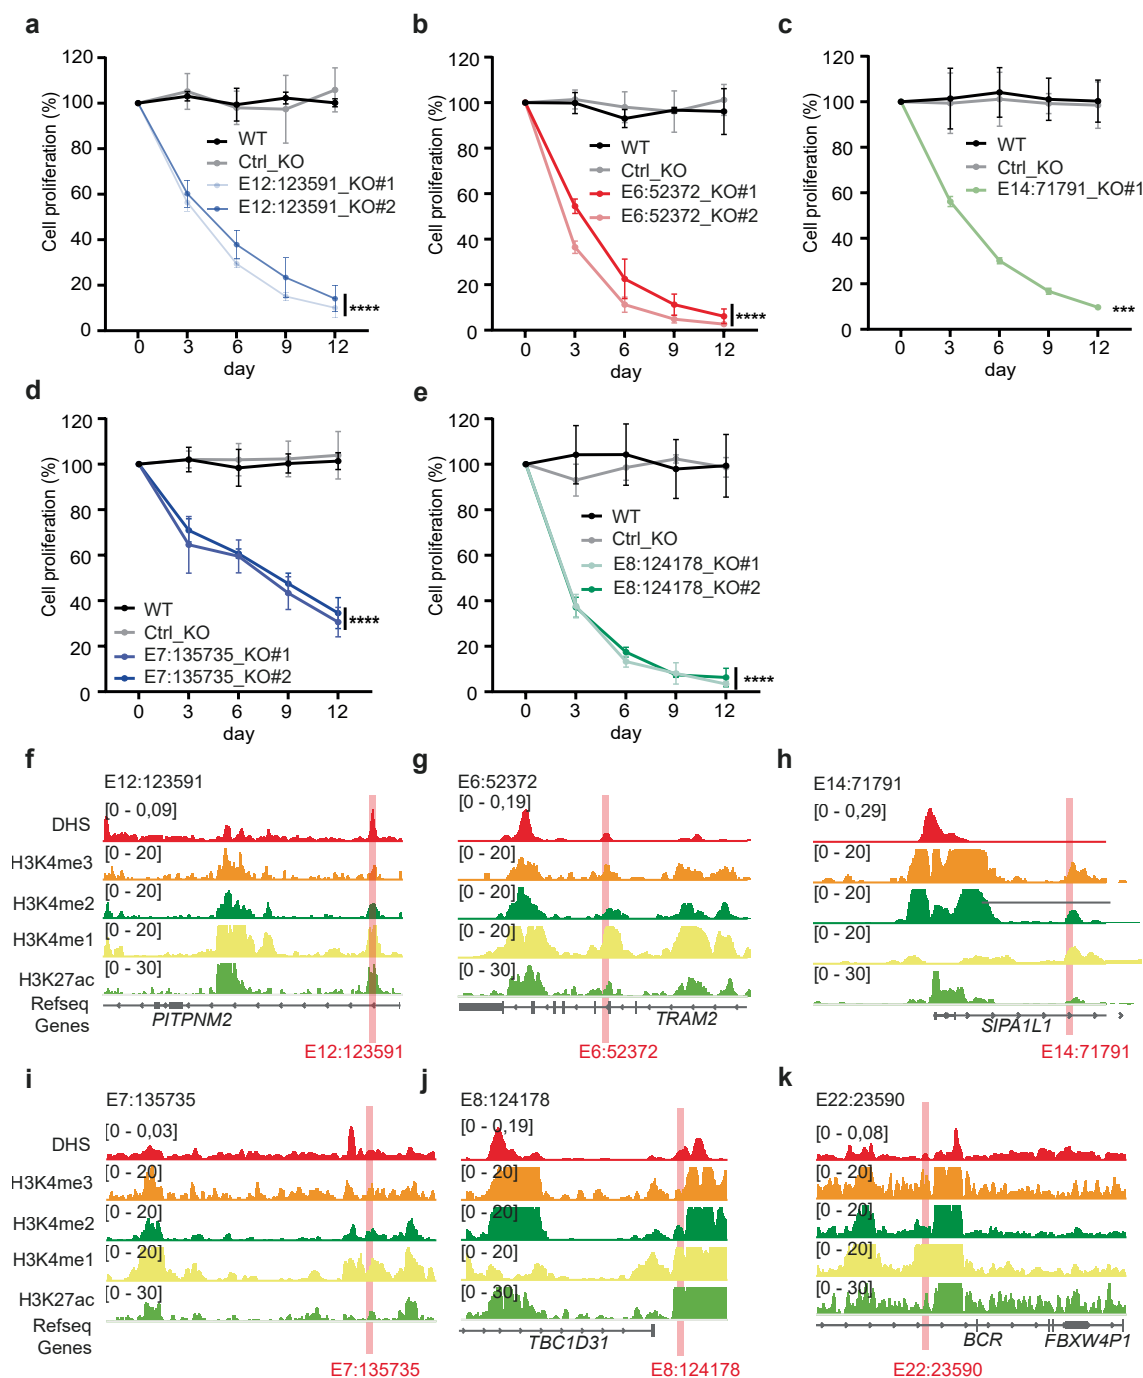 a
120
100
80
60
40
20
0
Cell proliferation (%)
WT
Ctrl_KO
E12:123591_KO#1
E12:123591_KO#2
****
0 3 6 9 12
day
b
120
100
80
60
40
20
0
Cell proliferation (%)
WT
Ctrl_KO
E6:52372_KO#1
E6:52372_KO#2
****
0 3 6 9 12
day
c
120
100
80
60
40
20
0
Cell proliferation (%)
WT
Ctrl_KO
E14:71791_KO#1
***
0 3 6 9 12
day
d
120
100
80
60
40
20
0
Cell proliferation (%)
WT
Ctrl_KO
E7:135735_KO#1
E7:135735_KO#2
****
0 3 6 9 12
day
e
120
100
80
60
40
20
0
Cell proliferation (%)
WT
Ctrl_KO
E8:124178_KO#1
E8:124178_KO#2
****
0 3 6 9 12
day
f
E12:123591
DHS [0 - 0,09]
H3K4me3 [0 - 20]
H3K4me2 [0 - 20]
H3K4me1 [0 - 20]
H3K27ac [0 - 30]
Refseq
Genes
PITPNM2
E12:123591
g
E6:52372
[0 - 0,19]
[0 - 20]
[0 - 20]
[0 - 20]
[0 - 30]
TRAM2
E6:52372
h
E14:71791
[0 - 0,29]
[0 - 20]
[0 - 20]
[0 - 20]
[0 - 30]
SIPA1L1
E14:71791
i
E7:135735
DHS [0 - 0,03]
H3K4me3 [0 - 20]
H3K4me2 [0 - 20]
H3K4me1 [0 - 20]
H3K27ac [0 - 30]
Refseq
Genes
E7:135735
j
E8:124178
[0 - 0,19]
[0 - 20]
[0 - 20]
[0 - 20]
[0 - 30]
TBC1D31
E8:124178
k
E22:23590
[0 - 0,08]
[0 - 20]
[0 - 20]
[0 - 20]
[0 - 30]
BCR FBXW4P1
E22:23590